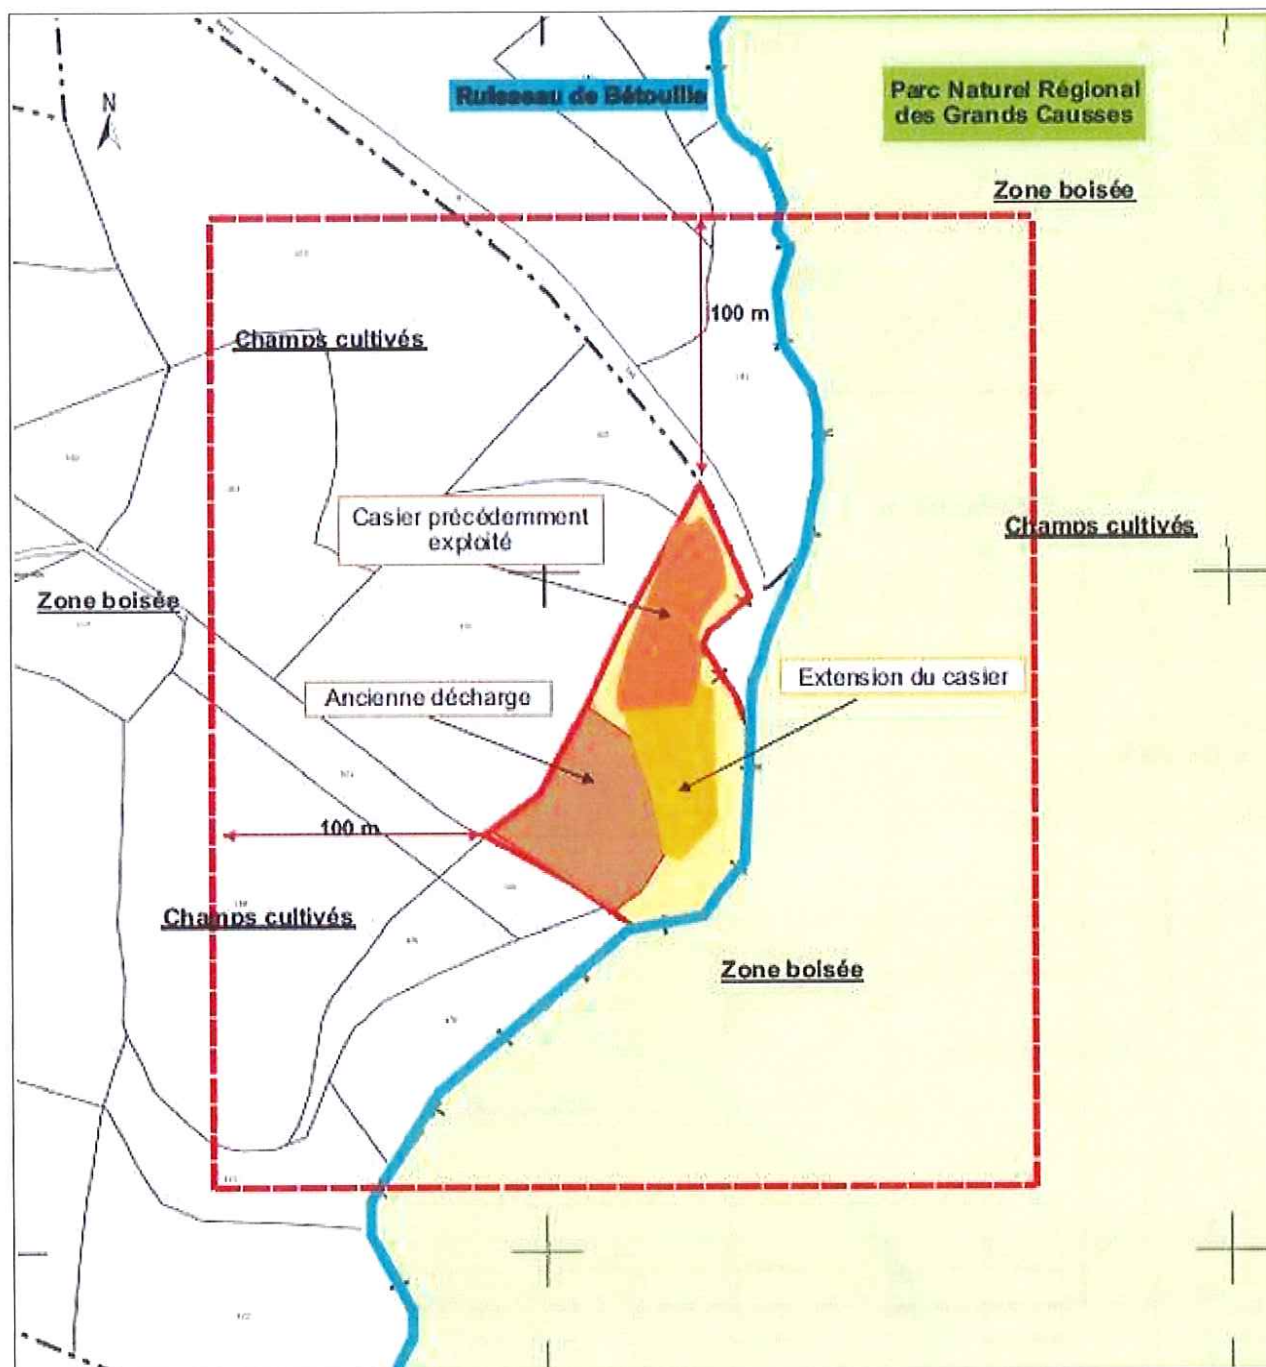 Ruisseau de Bétouille
Parc Naturel Régional
des Grands Causses
N
Zone boisée
100 m
Champs cultivés
Casier précédemment
exploité
Champs cultivés
Zone boisée
Extension du casier
Ancienne décharge
100 m
Champs cultivés
Zone boisée